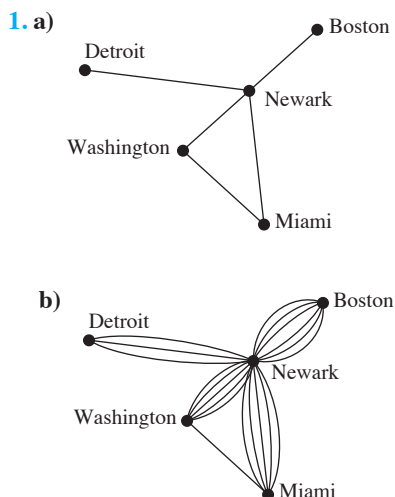 1. a)
Detroit
Boston
Newark
Washington
Miami
b)
Detroit
Boston
Newark
Washington
Miami